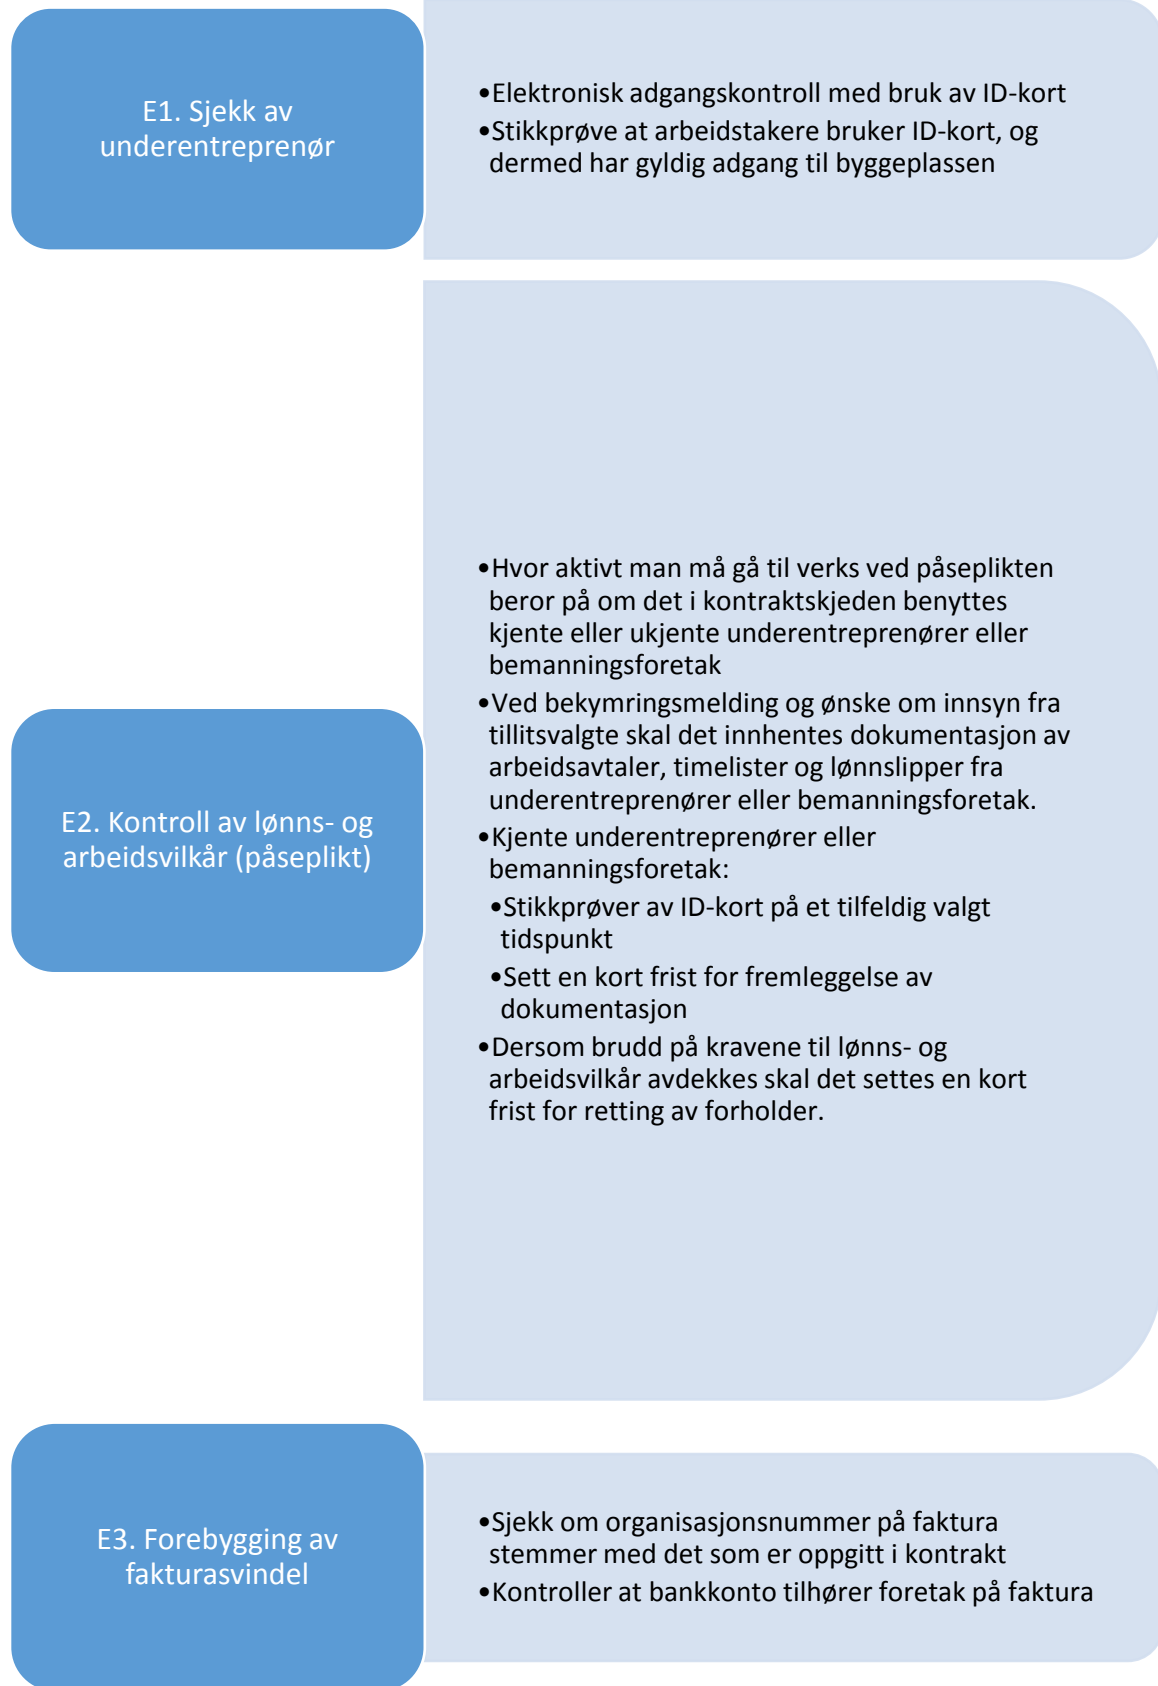 E1. Sjekk av
underentreprenør
•Elektronisk adgangskontroll med bruk av ID-kort
•Stikkprøve at arbeidstakere bruker ID-kort, og
dermed har gyldig adgang til byggeplassen
E2. Kontroll av lønns- og
arbeidsvilkår (påseplikt)
•Hvor aktivt man må gå til verks ved påseplikten
beror på om det i kontraktskjeden benyttes
kjente eller ukjente underentreprenører eller
bemanningsforetak
•Ved bekymringsmelding og ønske om innsyn fra
tillitsvalgte skal det innhentes dokumentasjon av
arbeidsavtaler, timelister og lønnslipper fra
underentreprenører eller bemanningsforetak.
•Kjente underentreprenører eller
bemanningsforetak:
•Stikkprøver av ID-kort på et tilfeldig valgt
tidspunkt
•Sett en kort frist for fremleggelse av
dokumentasjon
•Dersom brudd på kravene til lønns- og
arbeidsvilkår avdekkes skal det settes en kort
frist for retting av forholder.
E3. Forebygging av
fakturasvindel
•Sjekk om organisasjonsnummer på faktura
stemmer med det som er oppgitt i kontrakt
•Kontroller at bankkonto tilhører foretak på faktura